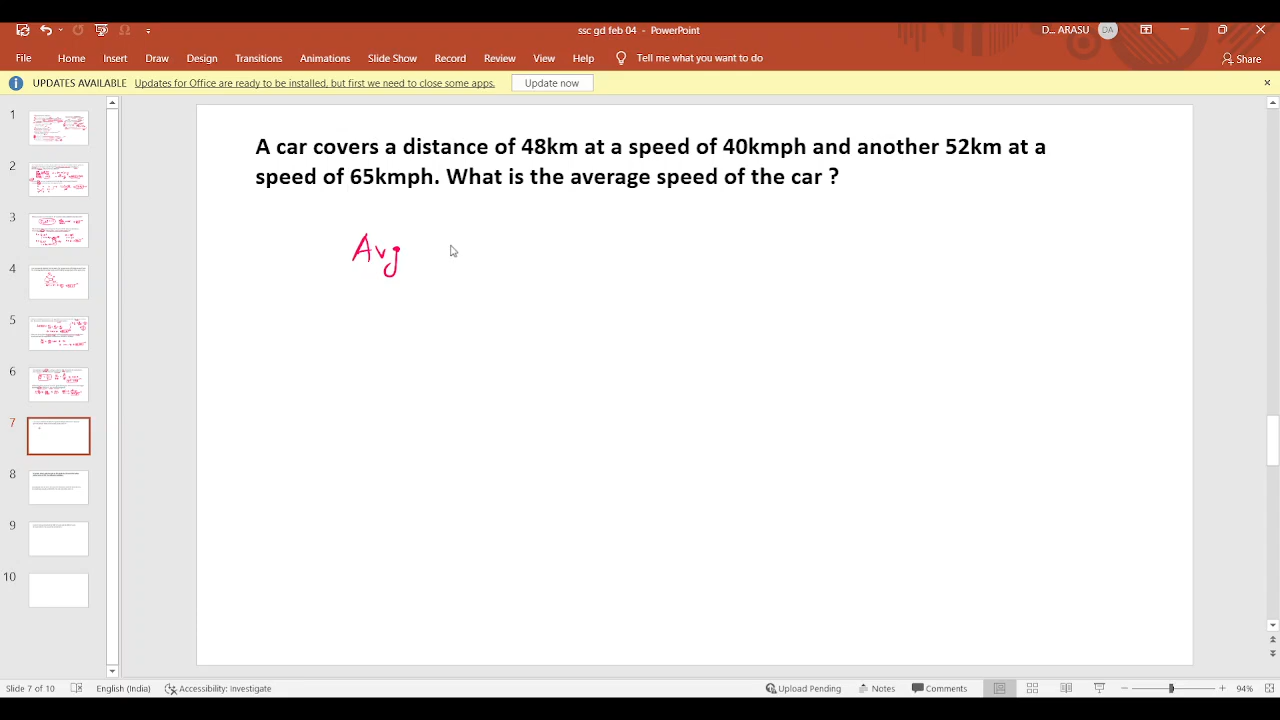 ssc gd feb 04 - PowerPoint
D... ARASU DA
File Home Insert Draw Design Transitions Animations Slide Show Record Review View Help Tell me what you want to do Share
UPDATES AVAILABLE Updates for Office are ready to be installed, but first we need to close some apps. Update now
1
2
3
4
5
6
7
8
9
10
A car covers a distance of 48km at a speed of 40kmph and another 52km at a
speed of 65kmph. What is the average speed of the car ?
Avg
Slide 7 of 10 English (India) Accessibility: Investigate Upload Pending Notes Comments 94%